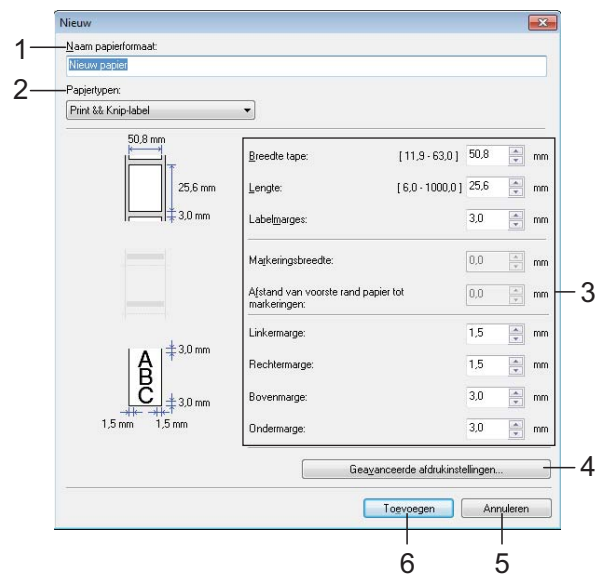 Nieuw
1
Naam papierformaat:
Nieuw papier
2
Papiertypen:
Print && Knip-label
50,8 mm
25,6 mm
3,0 mm
Breedte tape: [ 11,9 - 63,0 ] 50,8 mm
Lengte: [ 6,0 - 1000,0 ] 25,6 mm
Labelmarges: 3,0 mm
Markeringsbreedte: 0,0 mm
Afstand van voorste rand papier tot
markeringen: 0,0 mm
3
Linkermarge: 1,5 mm
Rechtermarge: 1,5 mm
Bovenmarge: 3,0 mm
Ondermarge: 3,0 mm
3,0 mm
A
B
C
3,0 mm
1,5 mm 1,5 mm
Geavanceerde afdrukinstellingen...
4
Toevoegen Annuleren
6 5